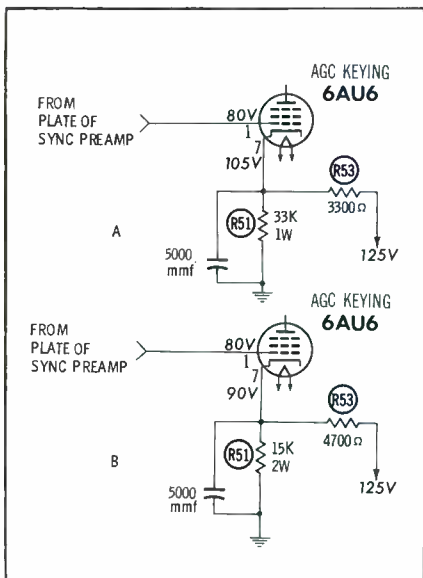 AGC KEYING
6AU6
FROM
PLATE OF
SYNC PREAMP
80V
1
7
105V
R53
3300Ω
A
R51
33K
1W
5000
mmf
125V
AGC KEYING
6AU6
FROM
PLATE OF
SYNC PREAMP
80V
1
7
90V
R53
4700Ω
B
R51
15K
2W
5000
mmf
125V